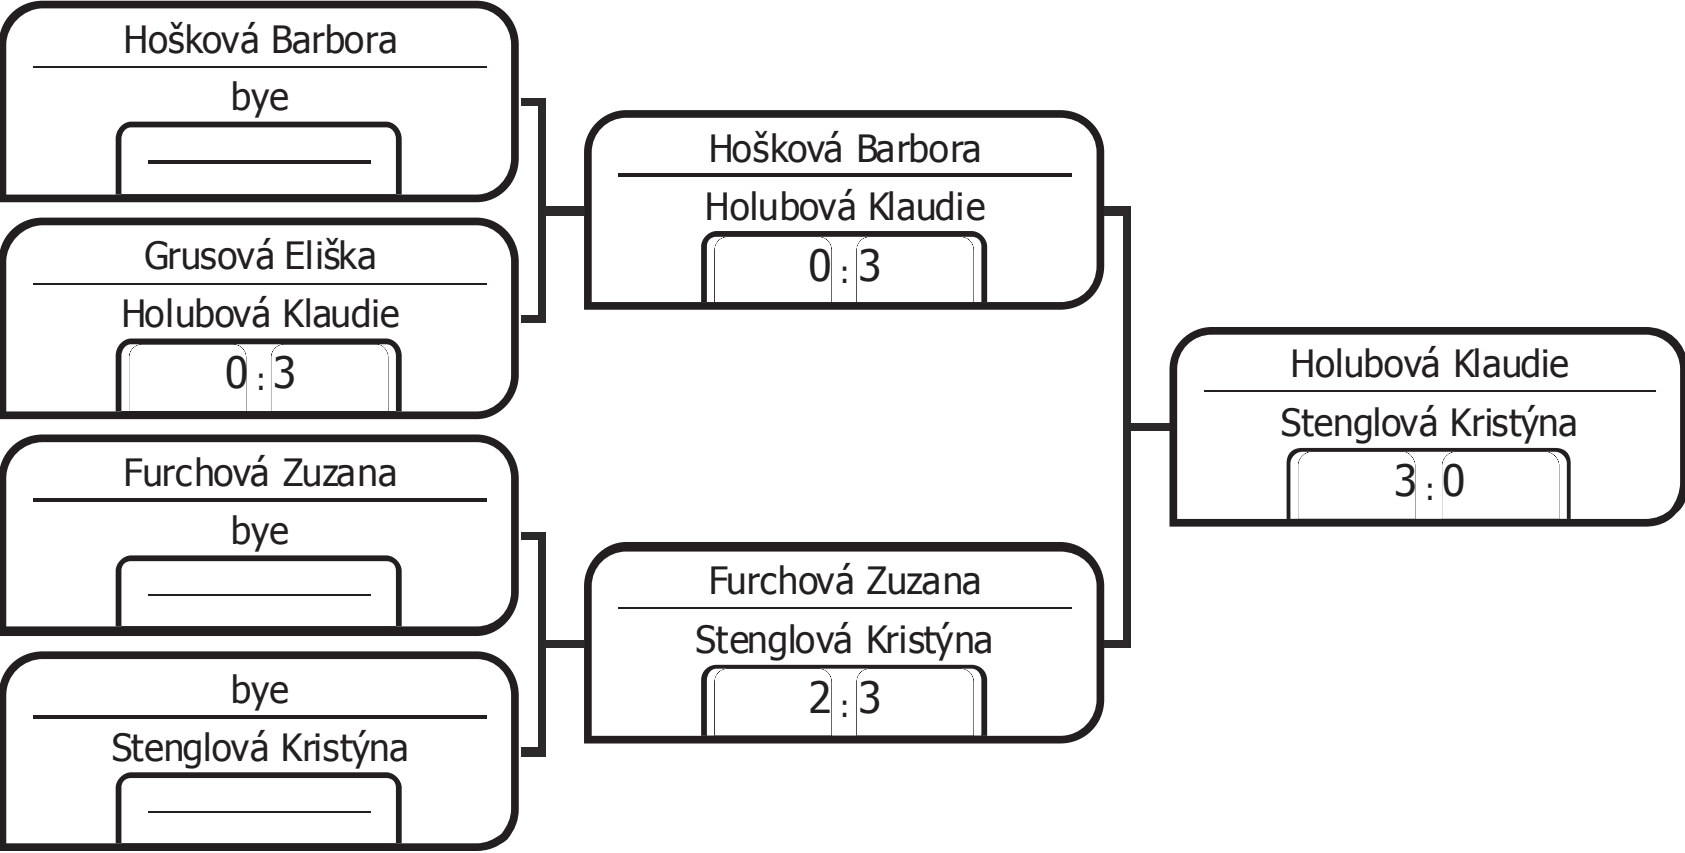 Hošková Barbora
bye
Grusová Eliška
Holubová Klaudie
0 : 3
Furchová Zuzana
bye
bye
Stenglová Kristýna
Hošková Barbora
Holubová Klaudie
0 : 3
Furchová Zuzana
Stenglová Kristýna
2 : 3
Holubová Klaudie
Stenglová Kristýna
3 : 0